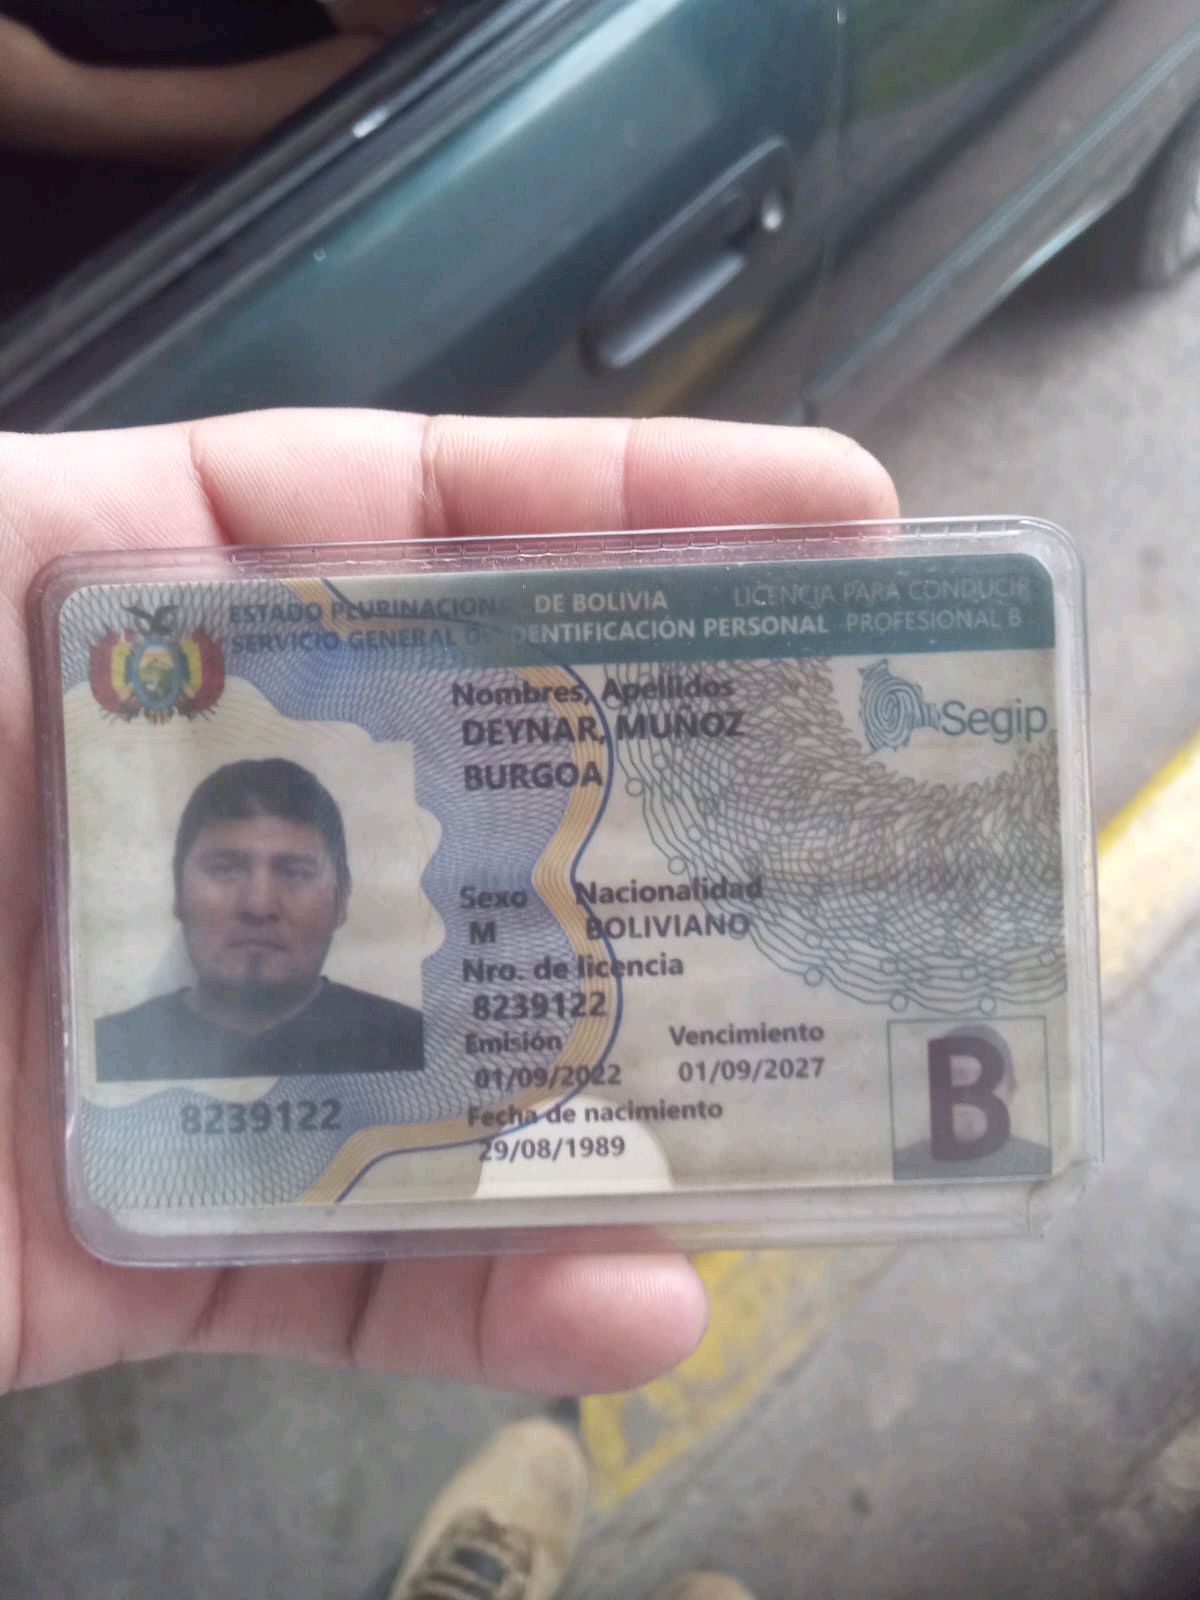 ESTADO PLURINACIONAL DE BOLIVIA
SERVICIO GENERAL DE IDENTIFICACIÓN PERSONAL
LICENCIA PARA CONDUCIR
PROFESIONAL B
Segip
Nombres, Apellidos
DEYNAR, MUÑOZ
BURGOA
Sexo Nacionalidad
M BOLIVIANO
Nro. de licencia
8239122
Emisión Vencimiento
01/09/2022 01/09/2027
Fecha de nacimiento
29/08/1989
8239122
B